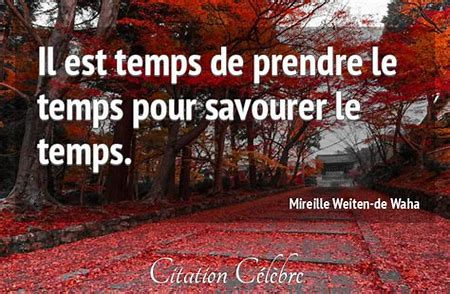 Il est temps de prendre le
temps pour savourer le
temps.
Mireille Weiten-de Waha
Citation Célèbre